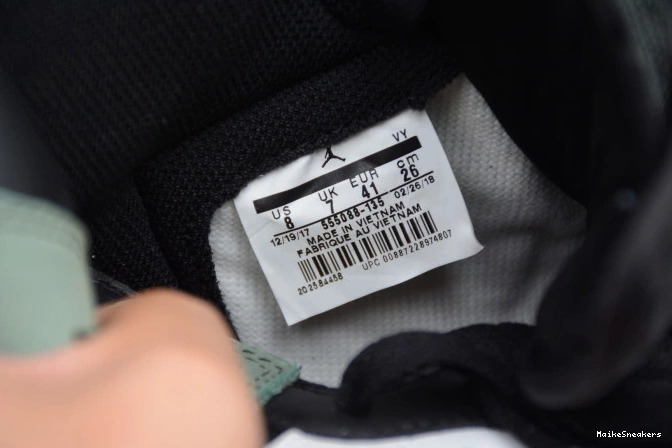 VY
US UK EUR cm
8 7 41 26
12/19/17 555088-135 02/26/18
MADE IN VIETNAM
FABRIQUE AU VIETNAM
202584458 UPC 00887228974807
MaikeSneakers